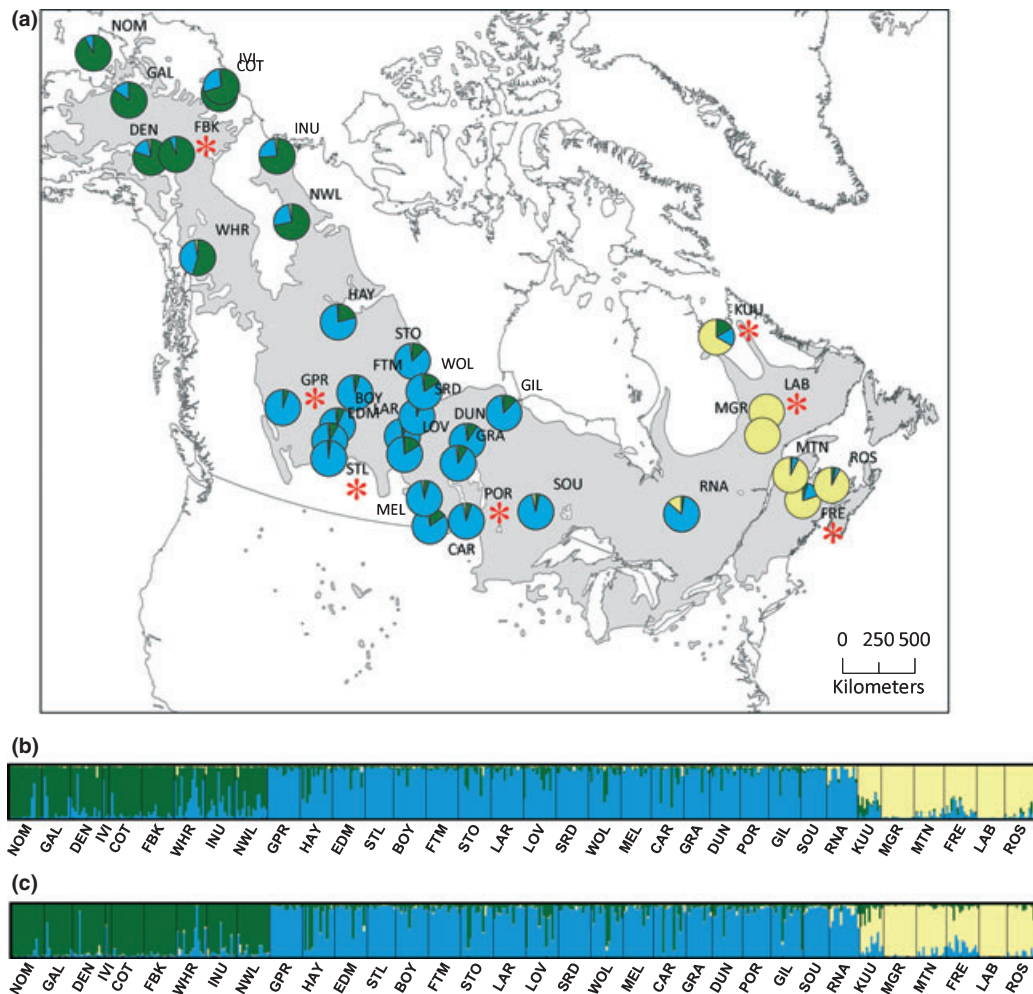 (a)
NOM
IVI
COT
GAL
DEN
FBK
INU
NWL
WHR
HAY
STO
FTM
WOL
GPR
BOY
SRD
GIL
EDM
LAR
DUN
LOV
GRA
STL
MEL
POR
SOU
CAR
RNA
KUU
LAB
MGR
MTN
ROS
FRE
0 250 500
Kilometers
(b)
NOM GAL DEN IVI COT FBK WHR INU NWL GPR HAY EDM STL BOY FTM STO LAR LOV SRD WOL MEL CAR GRA DUN POR GIL SOU RNA KUU MGR MTN FRE LAB ROS
(c)
NOM GAL DEN IVI COT FBK WHR INU NWL GPR HAY EDM STL BOY FTM STO LAR LOV SRD WOL MEL CAR GRA DUN POR GIL SOU RNA KUU MGR MTN FRE LAB ROS